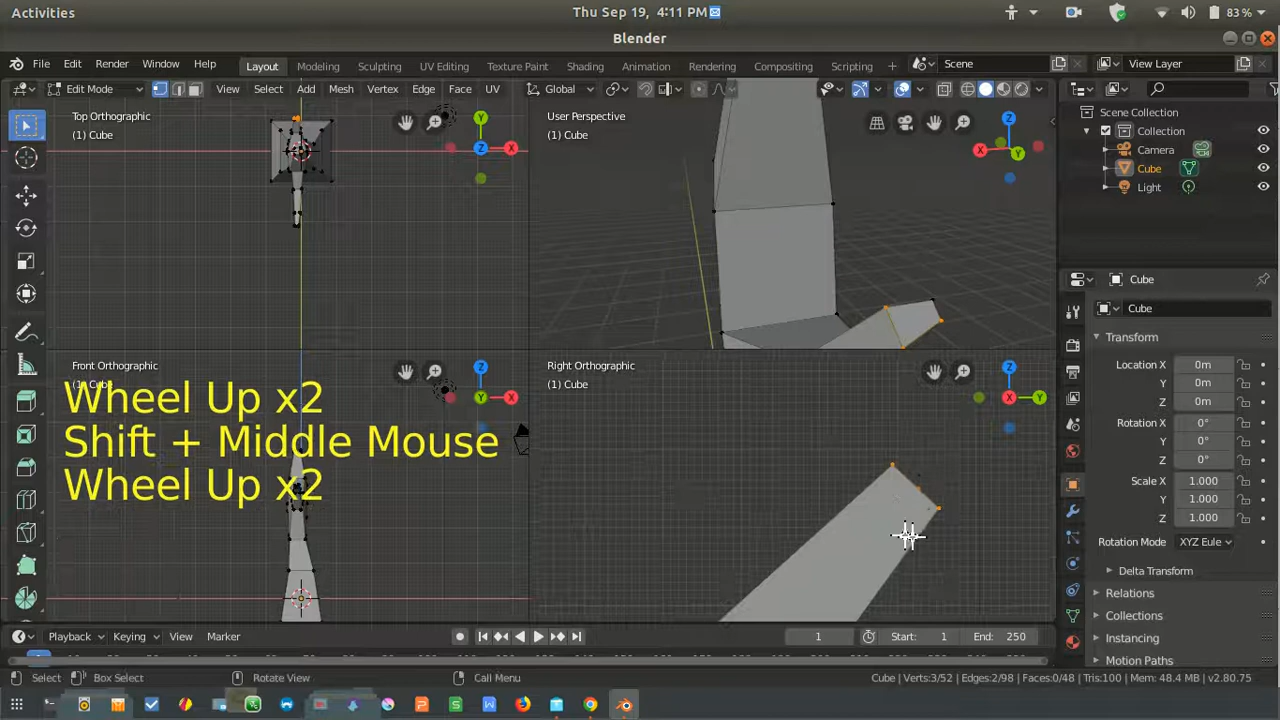 Activities
Thu Sep 19, 4:11 PM
83 %
Blender
File Edit Render Window Help
Layout Modeling Sculpting UV Editing Texture Paint Shading Animation Rendering Compositing Scripting +
Scene
View Layer
Edit Mode
View Select Add Mesh Vertex Edge Face UV
Global
Top Orthographic
(1) Cube
Y
Z
X
User Perspective
(1) Cube
Z
X
Y
Scene Collection
Collection
Camera
Cube
Light
Cube
Cube
Transform
Location X 0m
Y 0m
Z 0m
Rotation X 0°
Y 0°
Z 0°
Scale X 1.000
Y 1.000
Z 1.000
Rotation Mode XYZ Eule
Delta Transform
Relations
Collections
Instancing
Motion Paths
Front Orthographic
(1) Cube
Z
Y
X
Right Orthographic
(1) Cube
Z
X
Y
Wheel Up x2
Shift + Middle Mouse
Wheel Up x2
Playback Keying View Marker
1
Start: 1
End: 250
Select
Box Select
Rotate View
Call Menu
Cube | Verts:3/52 | Edges:2/98 | Faces:0/48 | Tris:100 | Mem: 48.4 MB | v2.80.75